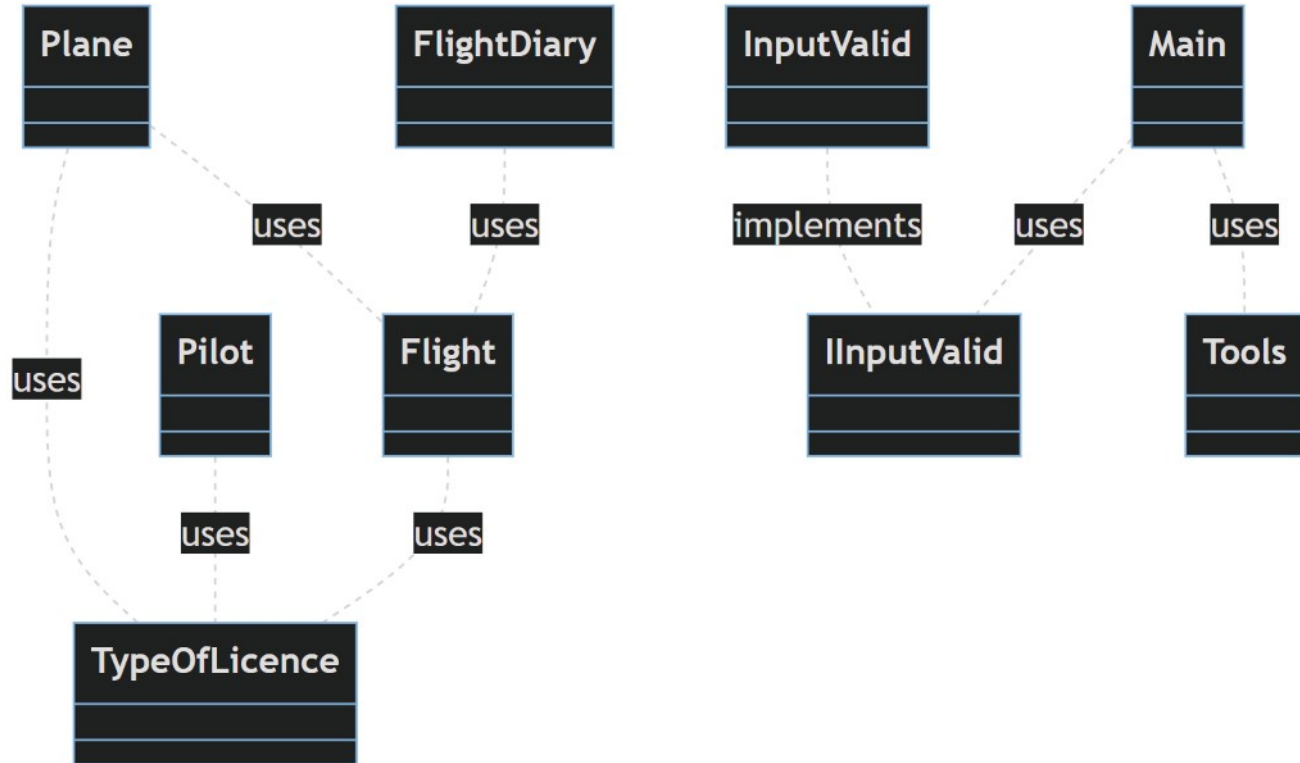 Plane
FlightDiary
InputValid
Main
uses
uses
implements
uses
uses
Pilot
Flight
IInputValid
Tools
uses
uses
uses
TypeOfLicence